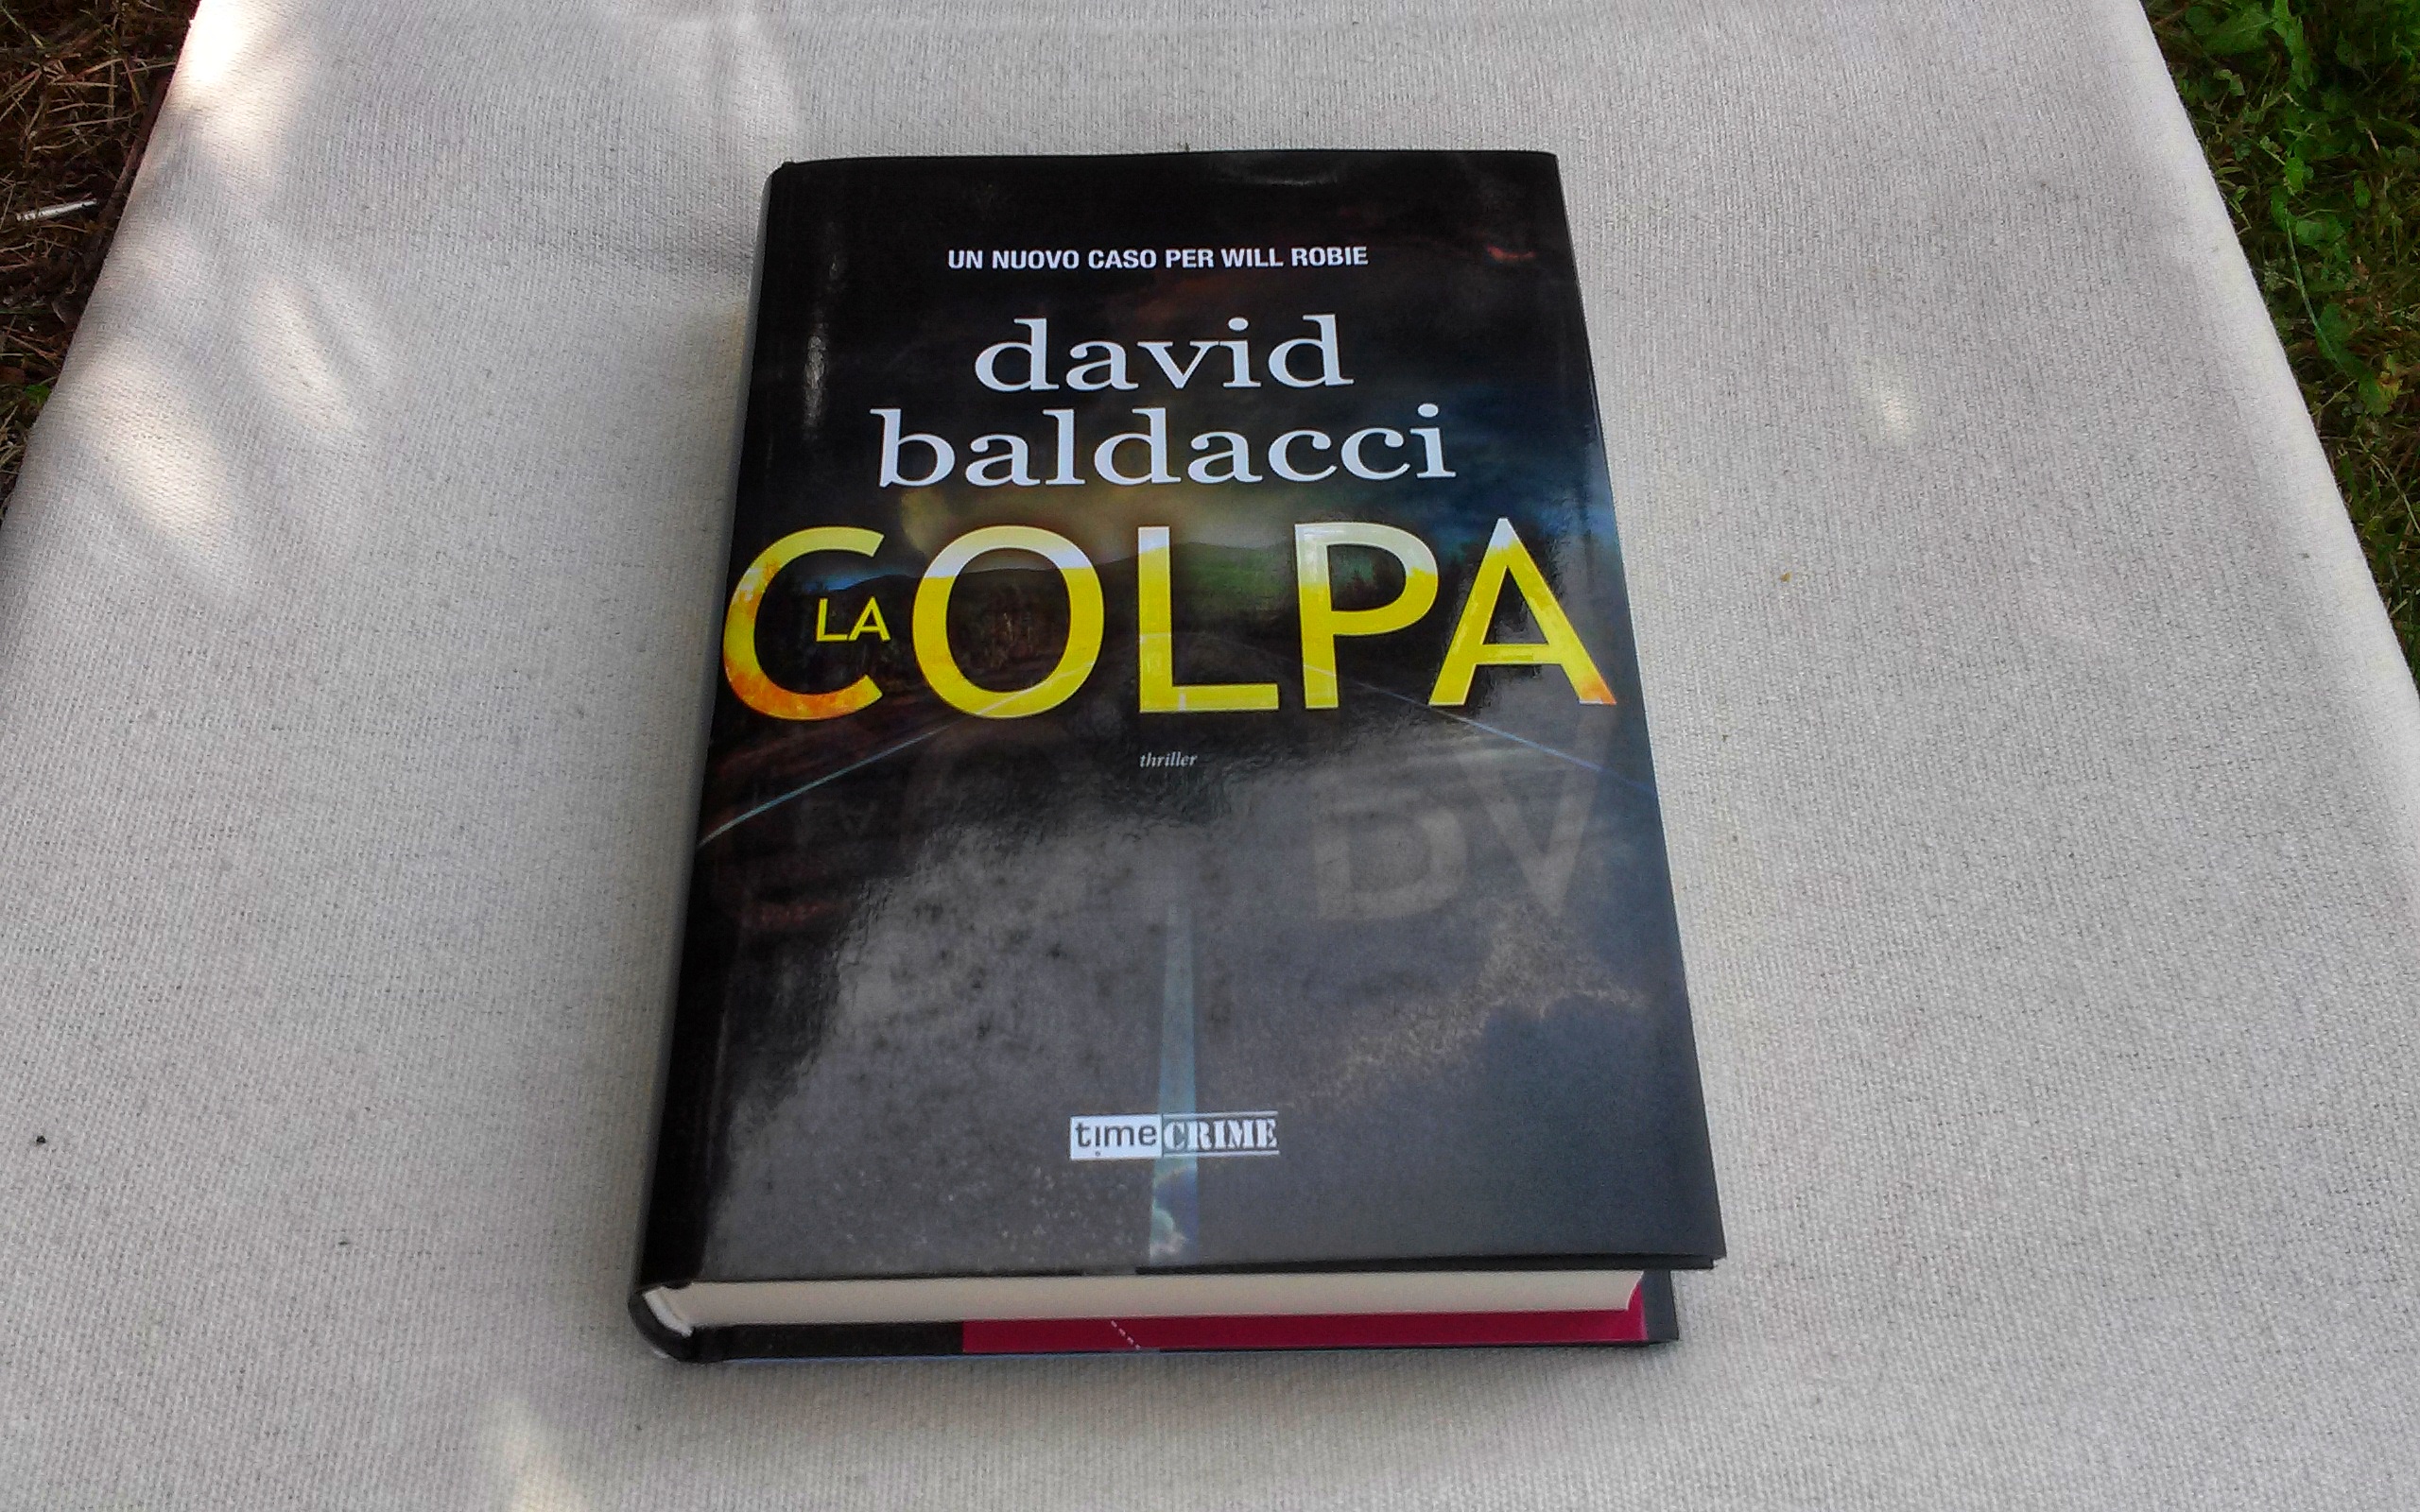 UN NUOVO CASO PER WILL ROBIE
david
baldacci
LA COLPA
thriller
time CRIME